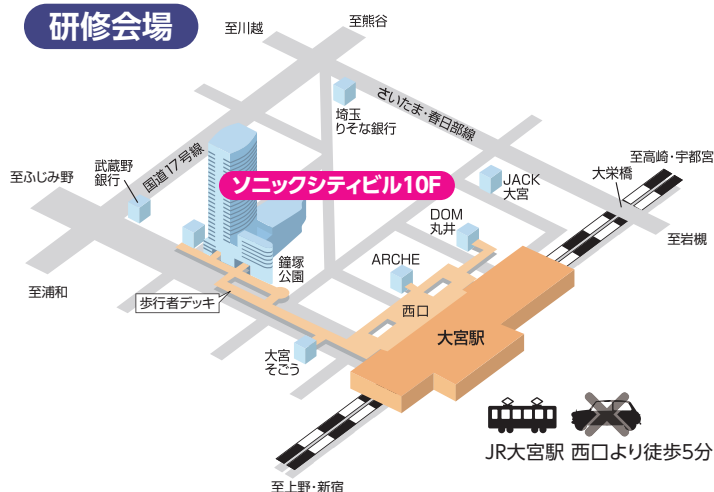 研修会場
至川越
至熊谷
埼玉
りそな銀行
さいたま・春日部線
国道17号線
武蔵野
銀行
至ふじみ野
ソニックシティビル10F
JACK
大宮
至高崎・宇都宮
大栄橋
至岩槻
DOM
丸井
ARCHE
鐘塚
公園
至浦和
歩行者デッキ
西口
大宮駅
大宮
そごう
JR大宮駅 西口より徒歩5分
至上野・新宿